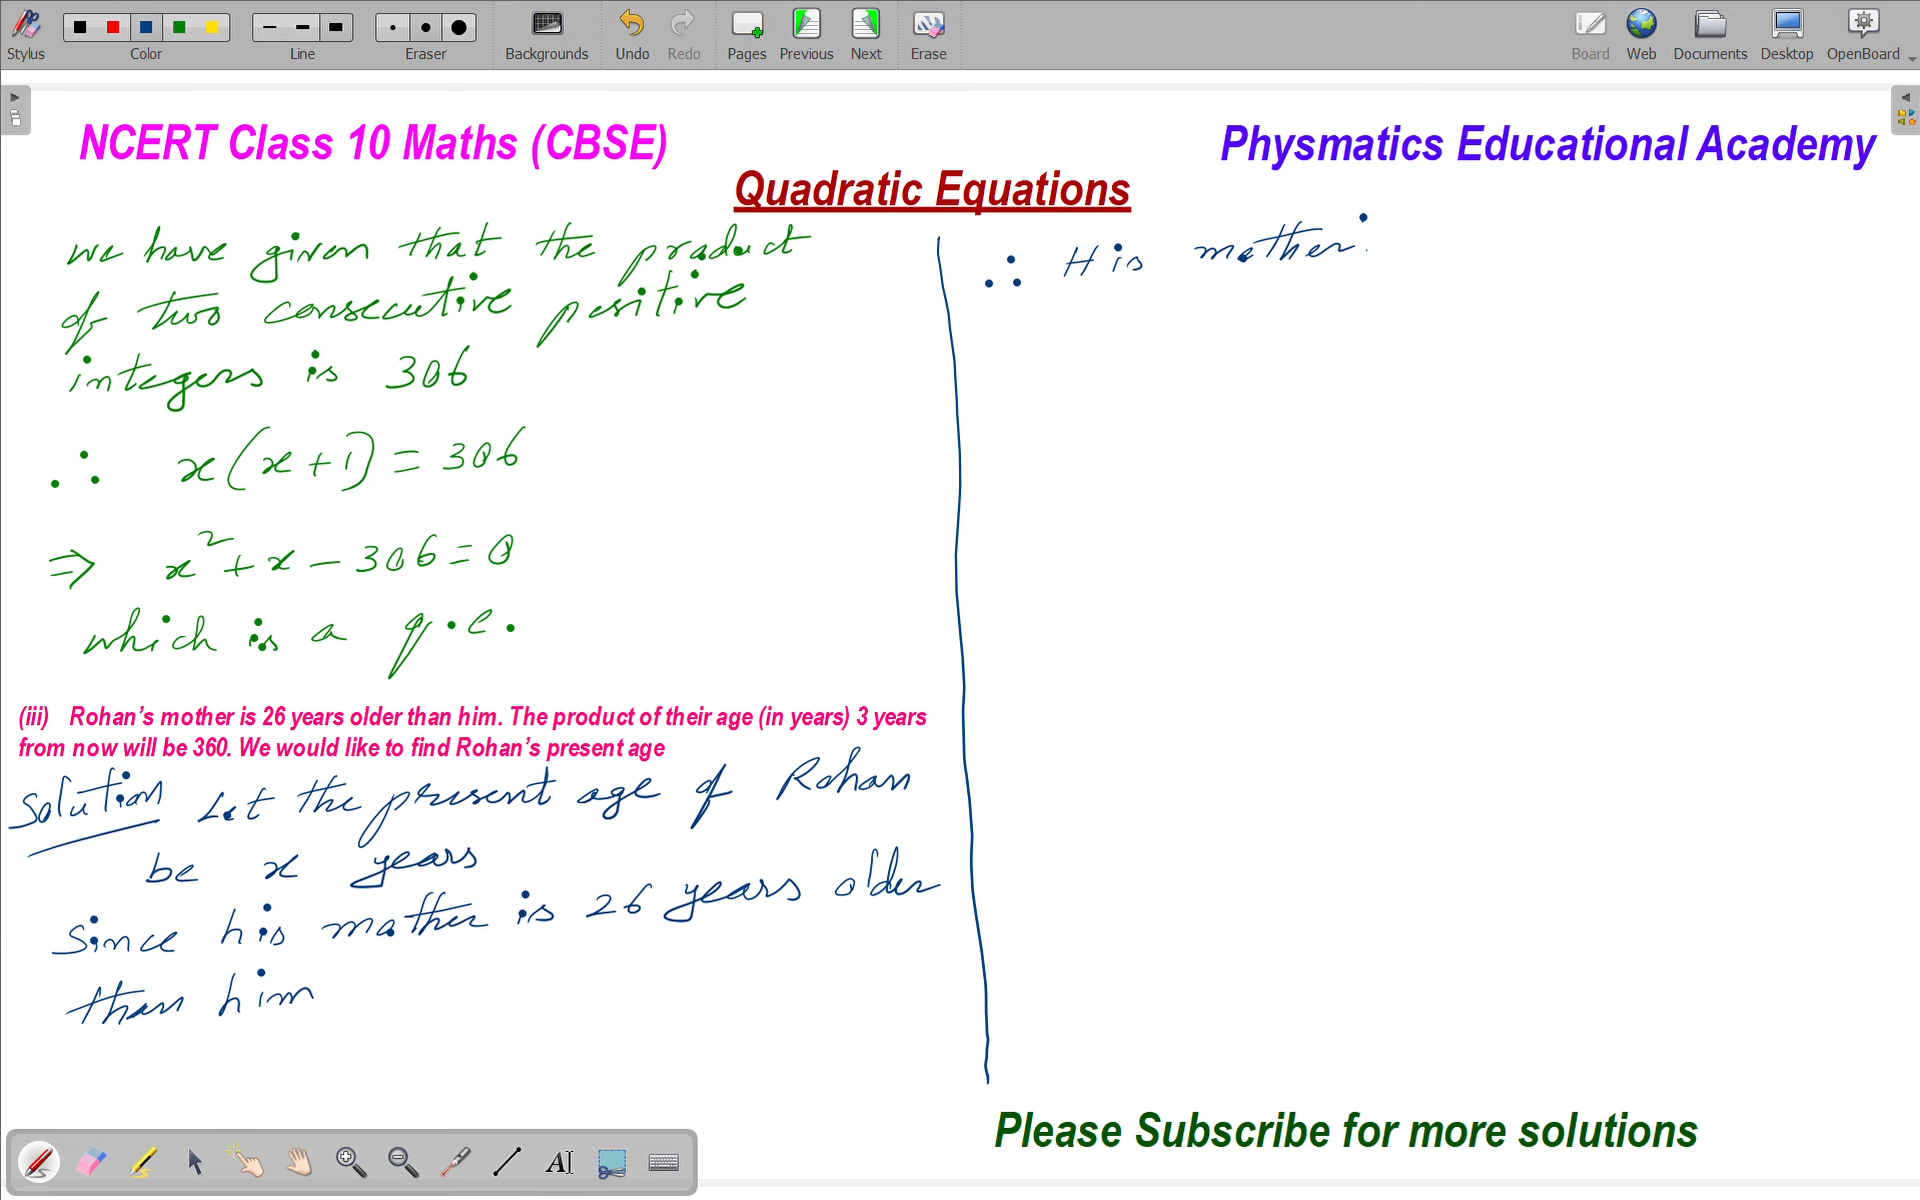 Stylus
Color
Line
Eraser
Backgrounds
Undo
Redo
Pages
Previous
Next
Erase
Board
Web
Documents
Desktop
OpenBoard
NCERT Class 10 Maths (CBSE)
Physmatics Educational Academy
Quadratic Equations
we have given that the product
of two consecutive positive
integers is 306
∴ x(x+1) = 306
⇒ x² + x - 306 = 0
which is a q.e.
(iii) Rohan's mother is 26 years older than him. The product of their age (in years) 3 years
from now will be 360. We would like to find Rohan's present age
Solution Let the present age of Rohan
be x years
Since his mother is 26 years older
than him
∴ His mother'
Please Subscribe for more solutions
AI